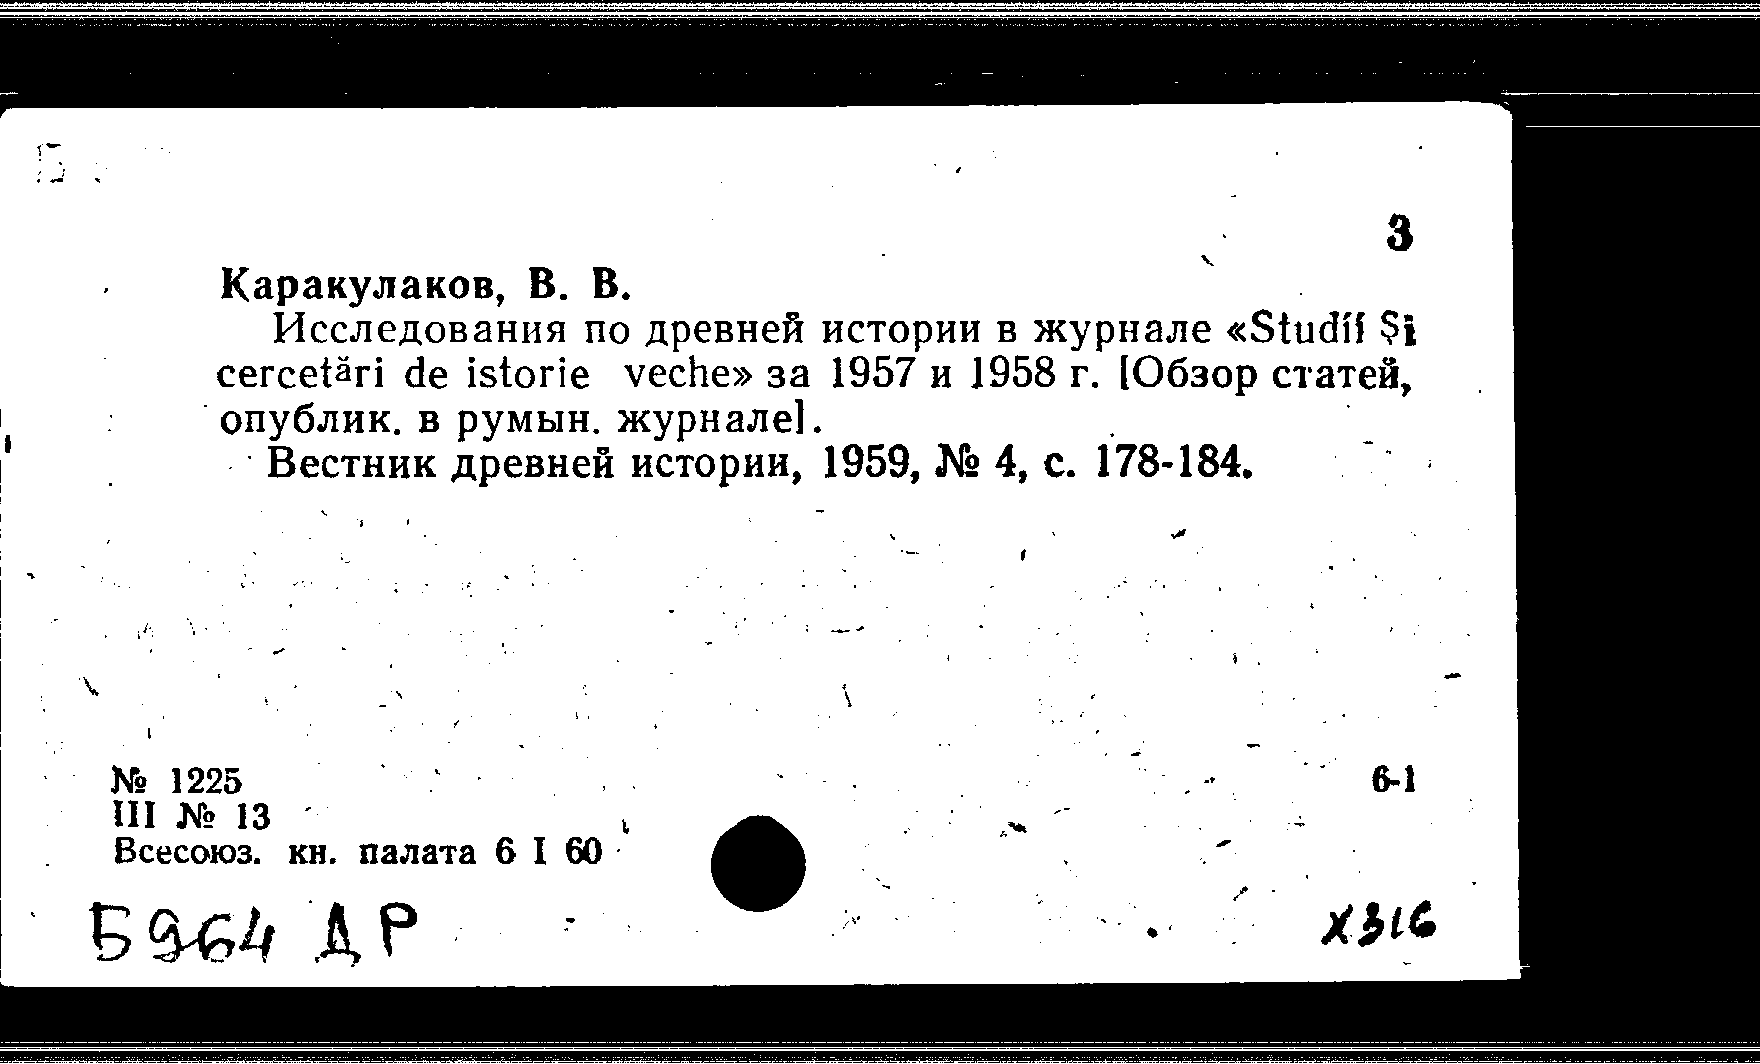 3
Каракулаков, В. В.
Исследования по древней истории в журнале «Studii Și
cercetări de istorie veche» за 1957 и 1958 г. [Обзор статей,
опублик. в румын. журнале].
Вестник древней истории, 1959, № 4, с. 178-184.
№ 1225 6-1
III № 13
Всесоюз. кн. палата 6 I 60
Б964 ДР Х316